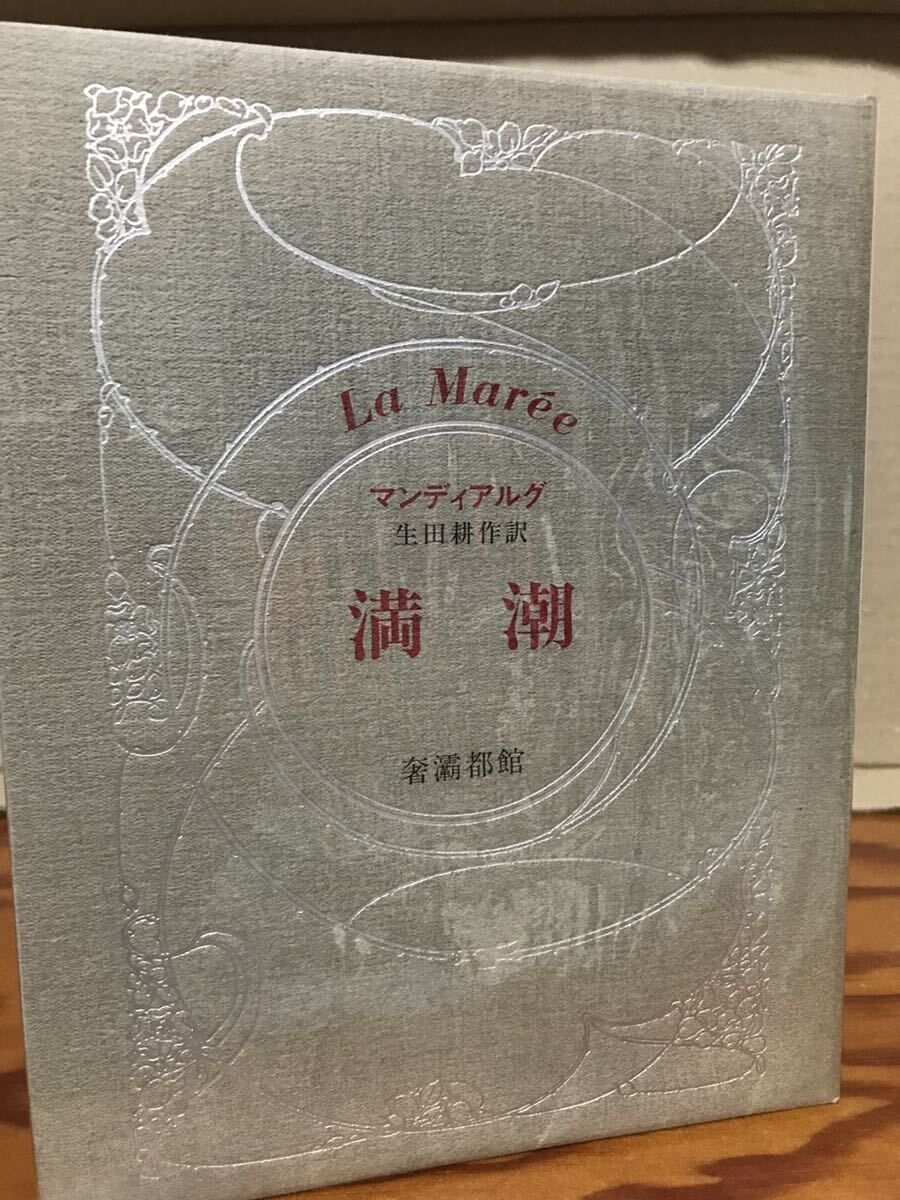 La Marée
マンディアルグ
生田耕作訳
満潮
奢灞都館